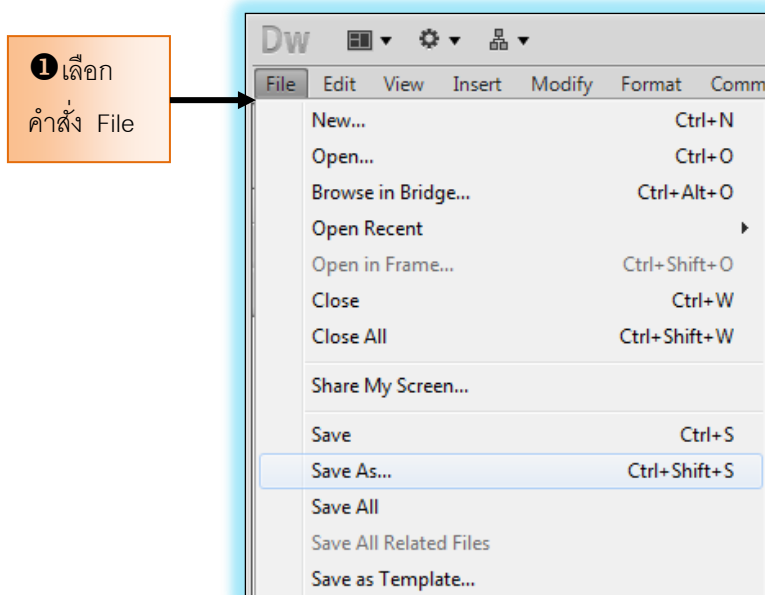 ❶เลือก
คำสั่ง File
Dw
File Edit View Insert Modify Format Comm
New... Ctrl+N
Open... Ctrl+O
Browse in Bridge... Ctrl+Alt+O
Open Recent
Open in Frame... Ctrl+Shift+O
Close Ctrl+W
Close All Ctrl+Shift+W
Share My Screen...
Save Ctrl+S
Save As... Ctrl+Shift+S
Save All
Save All Related Files
Save as Template...